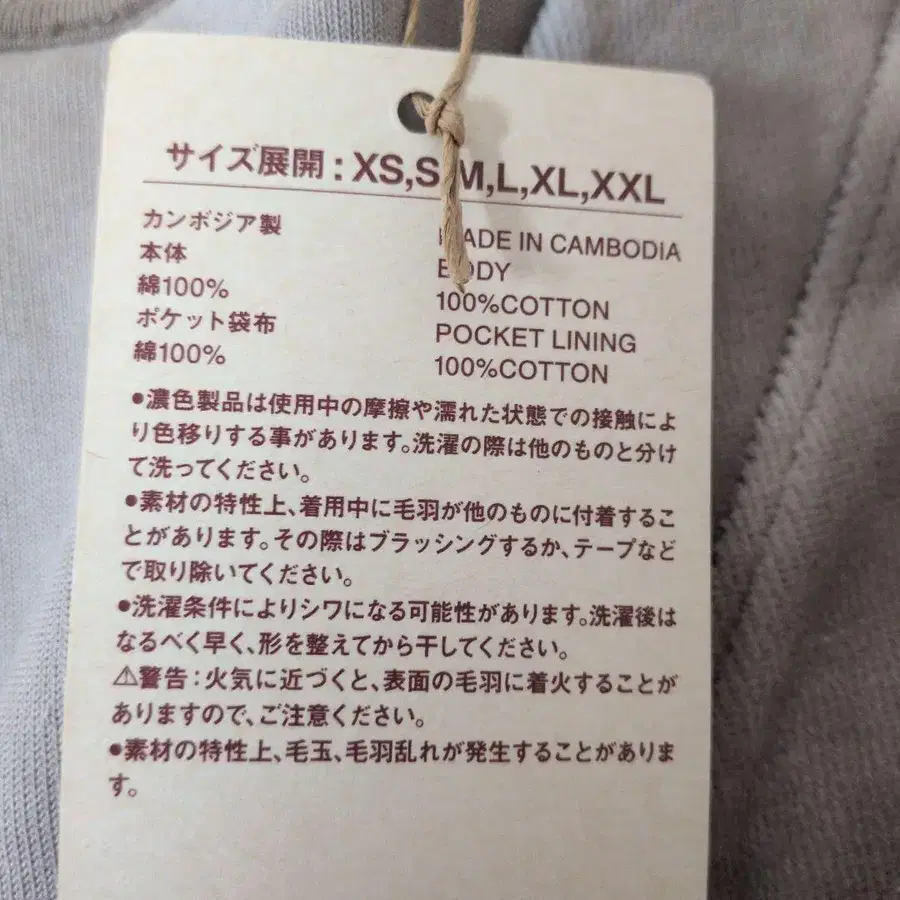 サイズ展開 : XS,S,M,L,XL,XXL
カンボジア製
本体
綿100%
ポケット袋布
綿100%
MADE IN CAMBODIA
BODY
100%COTTON
POCKET LINING
100%COTTON
●濃色製品は使用中の摩擦や濡れた状態での接触によ
り色移りする事があります。洗濯の際は他のものと分け
て洗ってください。
●素材の特性上、着用中に毛羽が他のものに付着するこ
とがあります。その際はブラッシングするか、テープなど
で取り除いてください。
●洗濯条件によりシワになる可能性があります。洗濯後は
なるべく早く、形を整えてから干してください。
⚠警告 : 火気に近づくと、表面の毛羽に着火することが
ありますので、ご注意ください。
●素材の特性上、毛玉、毛羽乱れが発生することがありま
す。